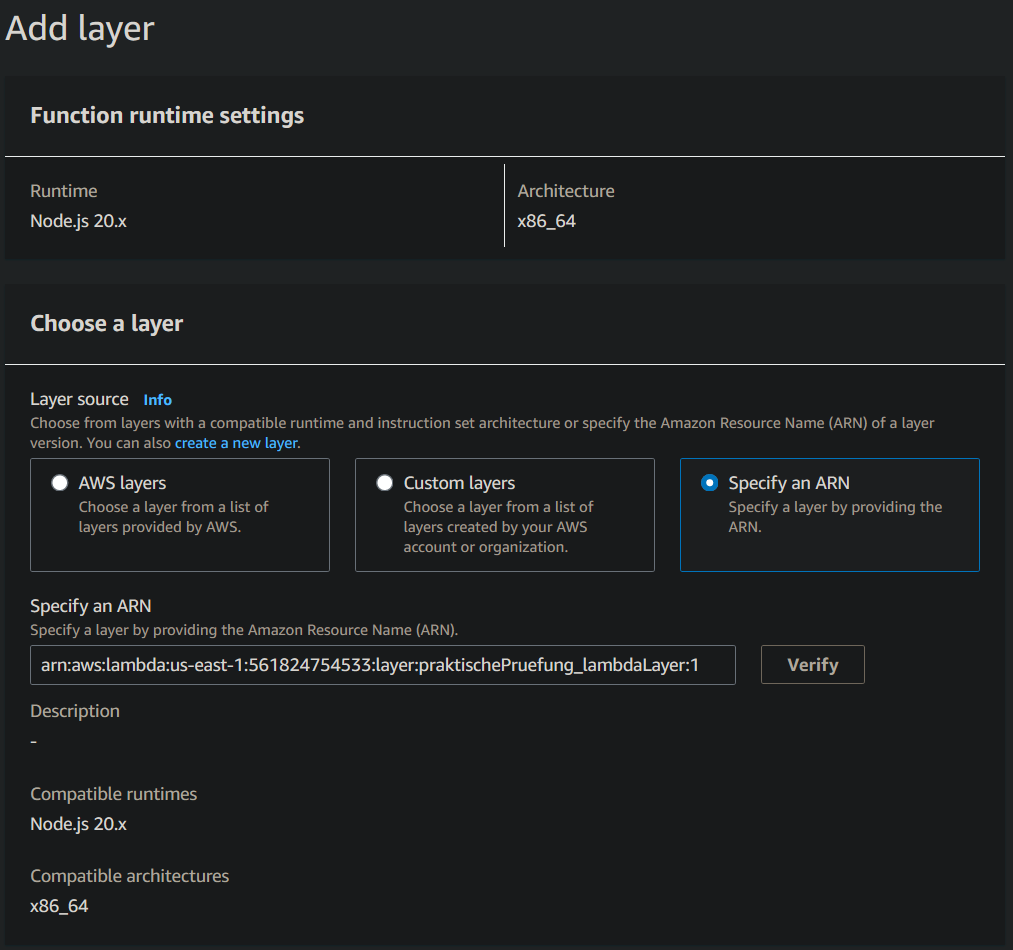 Add layer
Function runtime settings
Runtime
Node.js 20.x
Architecture
x86_64
Choose a layer
Layer source Info
Choose from layers with a compatible runtime and instruction set architecture or specify the Amazon Resource Name (ARN) of a layer
version. You can also create a new layer.
AWS layers
Choose a layer from a list of
layers provided by AWS.
Custom layers
Choose a layer from a list of
layers created by your AWS
account or organization.
Specify an ARN
Specify a layer by providing the
ARN.
Specify an ARN
Specify a layer by providing the Amazon Resource Name (ARN).
arn:aws:lambda:us-east-1:561824754533:layer:praktischePruefung_lambdaLayer:1
Verify
Description
-
Compatible runtimes
Node.js 20.x
Compatible architectures
x86_64